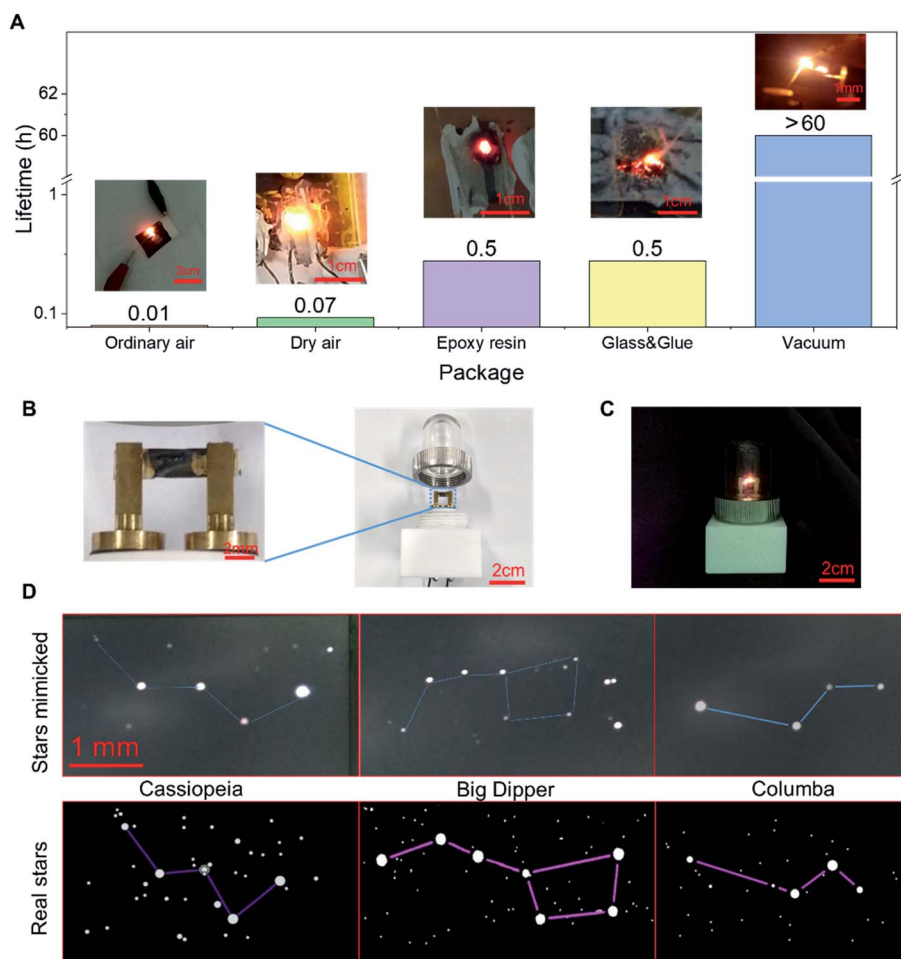 A
Lifetime (h)
62
60
1
0.1
2cm
1cm
1cm
1cm
1mm
0.01
0.07
0.5
0.5
>60
Ordinary air
Dry air
Epoxy resin
Glass&Glue
Vacuum
Package
B
2mm
2cm
C
2cm
D
Stars mimicked
1 mm
Cassiopeia
Big Dipper
Columba
Real stars